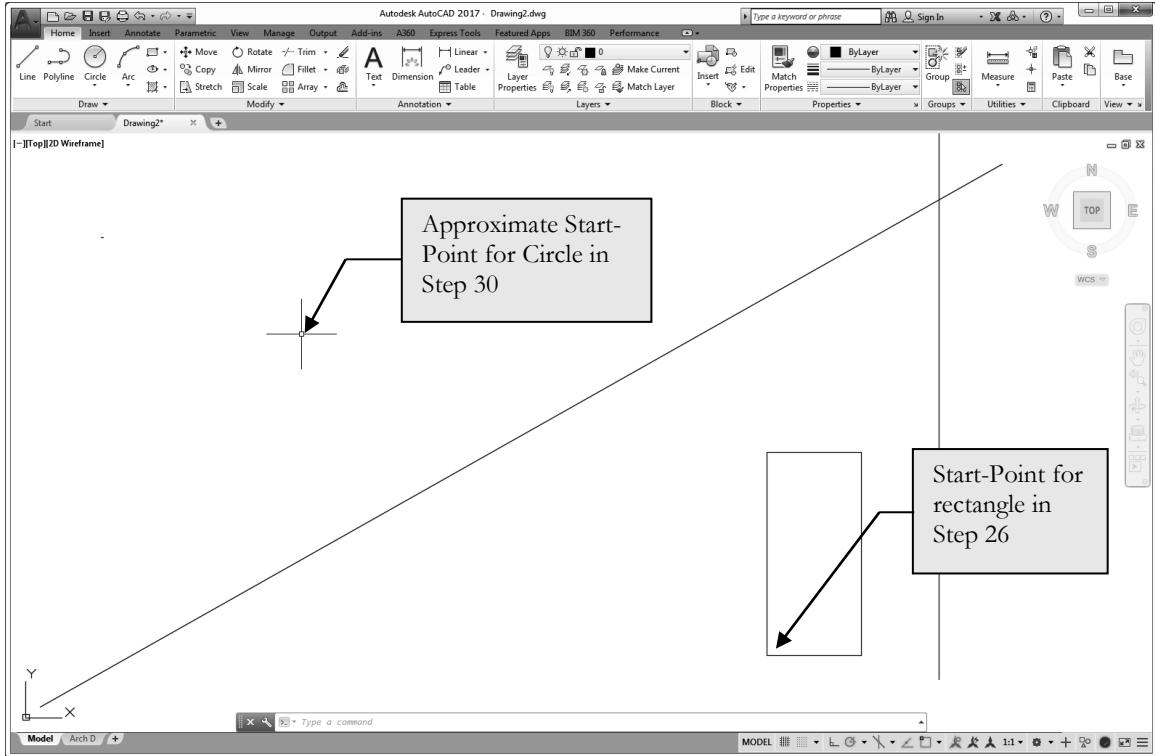 Autodesk AutoCAD 2017 - Drawing2.dwg
Type a keyword or phrase
Sign In
Home Insert Annotate Parametric View Manage Output Add-ins A360 Express Tools Featured Apps BIM 360 Performance
Move Rotate Trim Linear 0 ByLayer
Copy Mirror Fillet Leader Make Current Edit ByLayer
Line Polyline Circle Arc Text Dimension Layer Insert Match Group Measure Paste Base
Stretch Scale Array Table Properties Match Layer Properties ByLayer
Draw Modify Annotation Layers Block Properties Groups Utilities Clipboard View
Start Drawing2*
[−][Top][2D Wireframe]
N
W TOP E
S
WCS
Approximate Start-
Point for Circle in
Step 30
Start-Point for
rectangle in
Step 26
Y
X
Type a command
Model Arch D +
MODEL 1:1